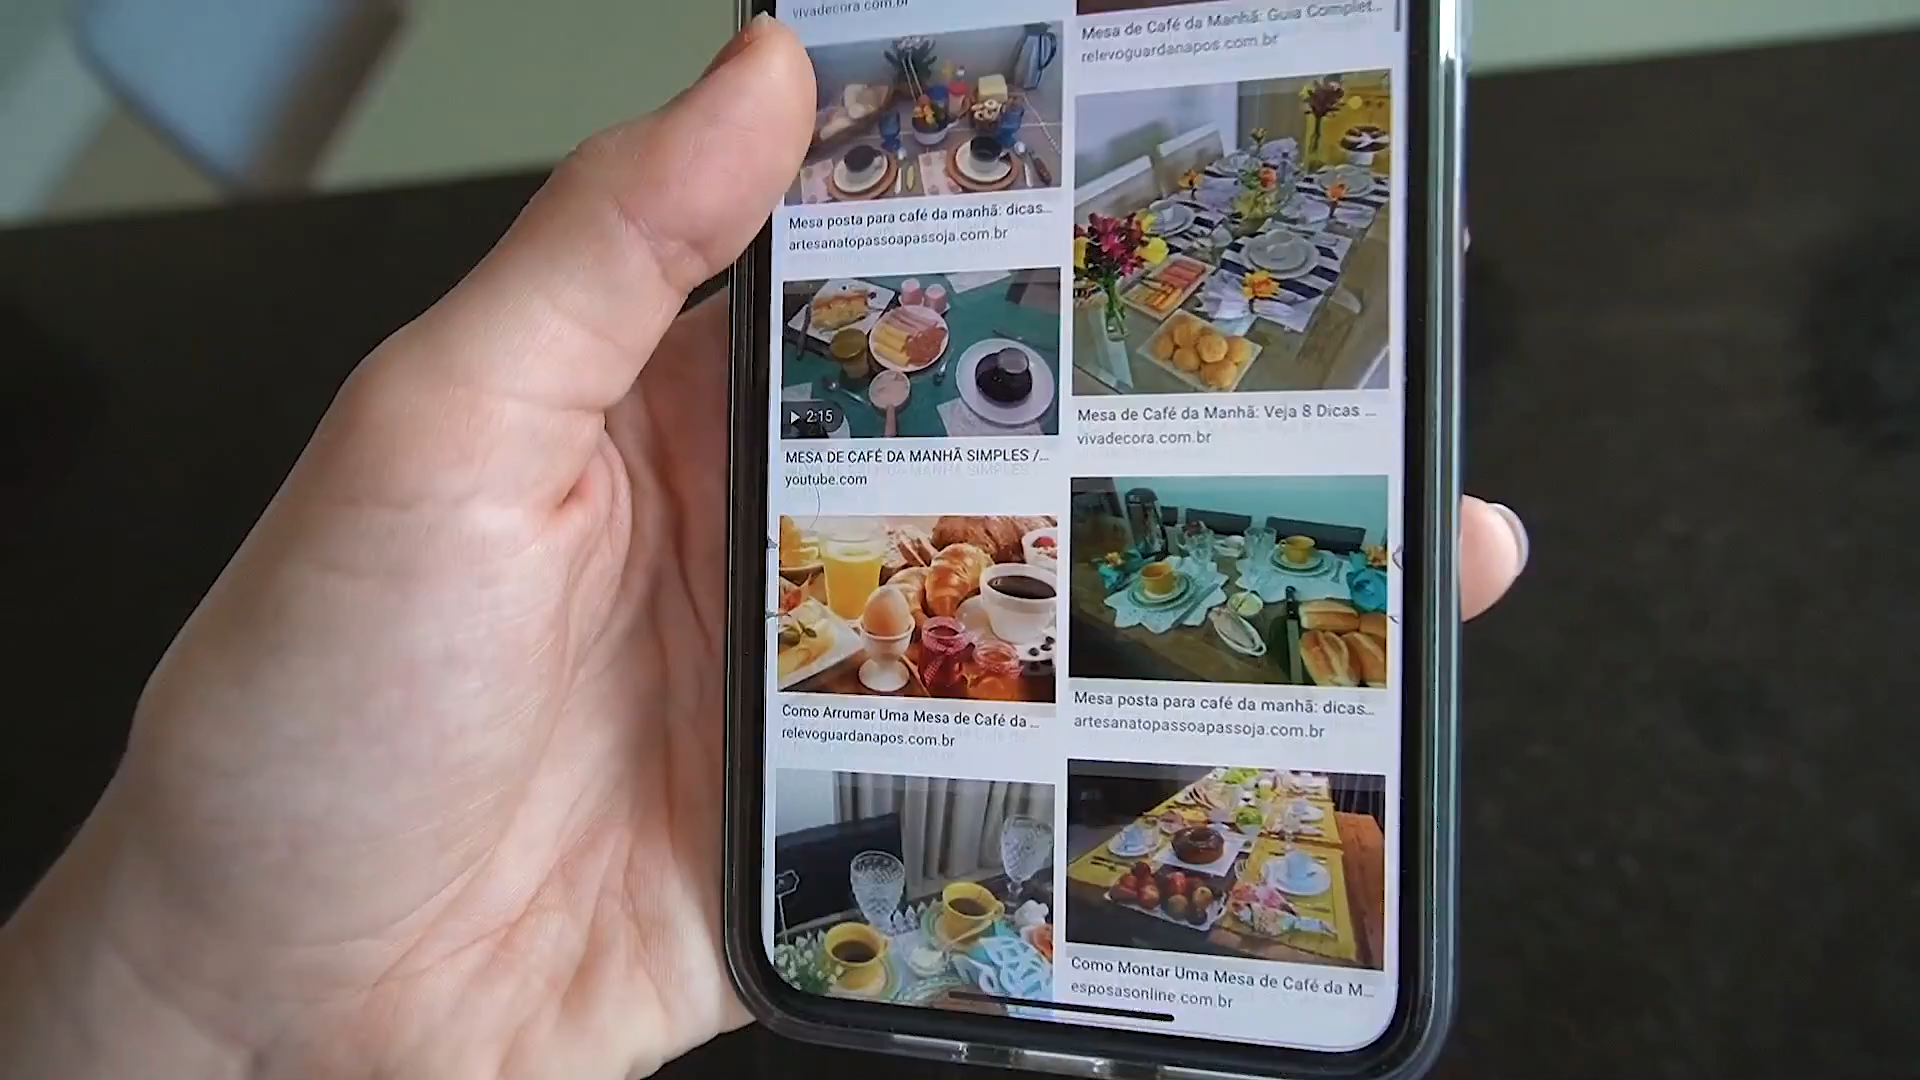 vivadecora.com.br
Mesa posta para café da manhã: dicas...
artesanatopassoapassoja.com.br
2:15
MESA DE CAFÉ DA MANHÃ SIMPLES /...
youtube.com
Como Arrumar Uma Mesa de Café da ...
relevoguardanapos.com.br
Mesa de Café da Manhã: Guia Complet...
relevoguardanapos.com.br
Mesa de Café da Manhã: Veja 8 Dicas ...
vivadecora.com.br
Mesa posta para café da manhã: dicas...
artesanatopassoapassoja.com.br
Como Montar Uma Mesa de Café da M...
esposasonline.com.br